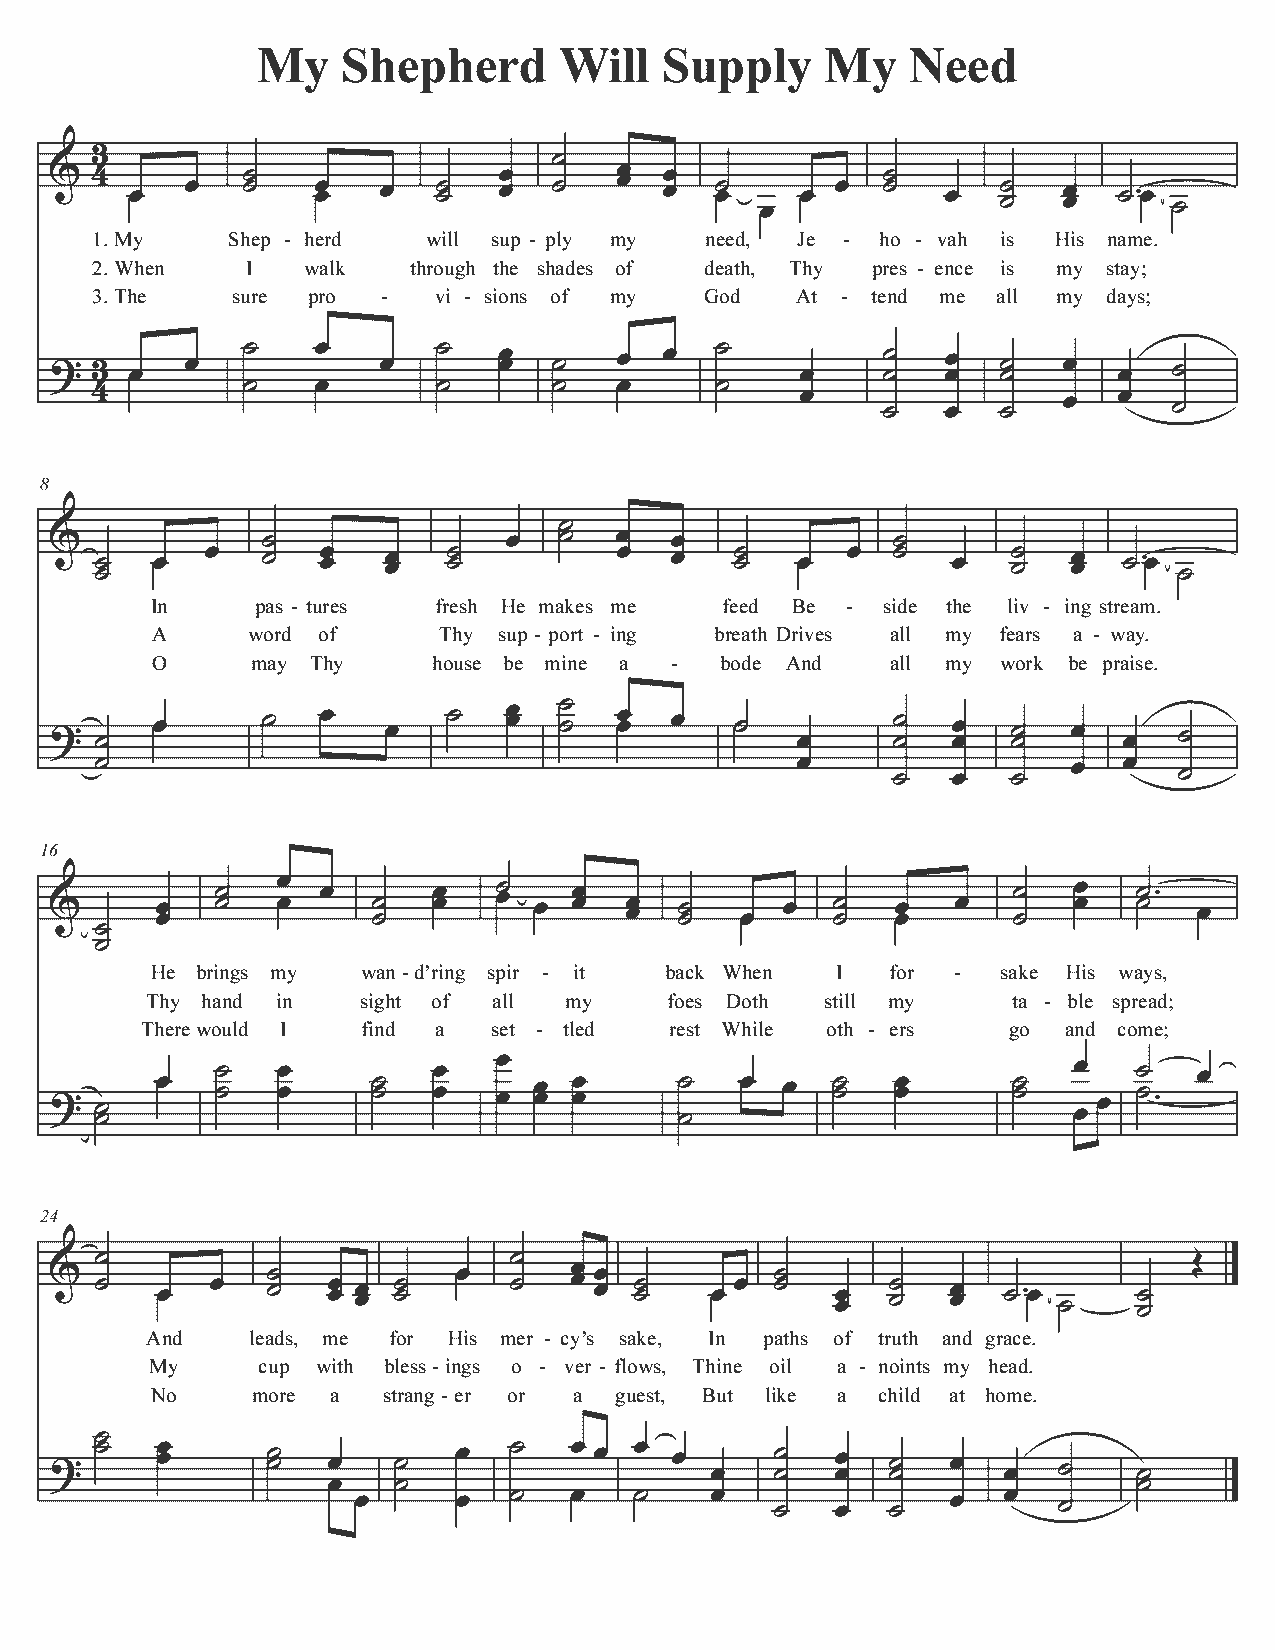 My Shepherd Will Supply My Need
3 4
1. My Shep - herd will sup - ply my need, Je - ho - vah is His name.
2. When I walk through the shades of death, Thy pres - ence is my stay;
3. The sure pro - vi - sions of my God At - tend me all my days;
3 4
8
In pas - tures fresh He makes me feed Be - side the liv - ing stream.
A word of Thy sup - port - ing breath Drives all my fears a - way.
O may Thy house be mine a - bode And all my work be praise.
16
He brings my wan - d’ring spir - it back When I for - sake His ways,
Thy hand in sight of all my foes Doth still my ta - ble spread;
There would I find a set - tled rest While oth - ers go and come;
24
And leads, me for His mer - cy’s sake, In paths of truth and grace.
My cup with bless - ings o - ver - flows, Thine oil a - noints my head.
No more a strang - er or a guest, But like a child at home.